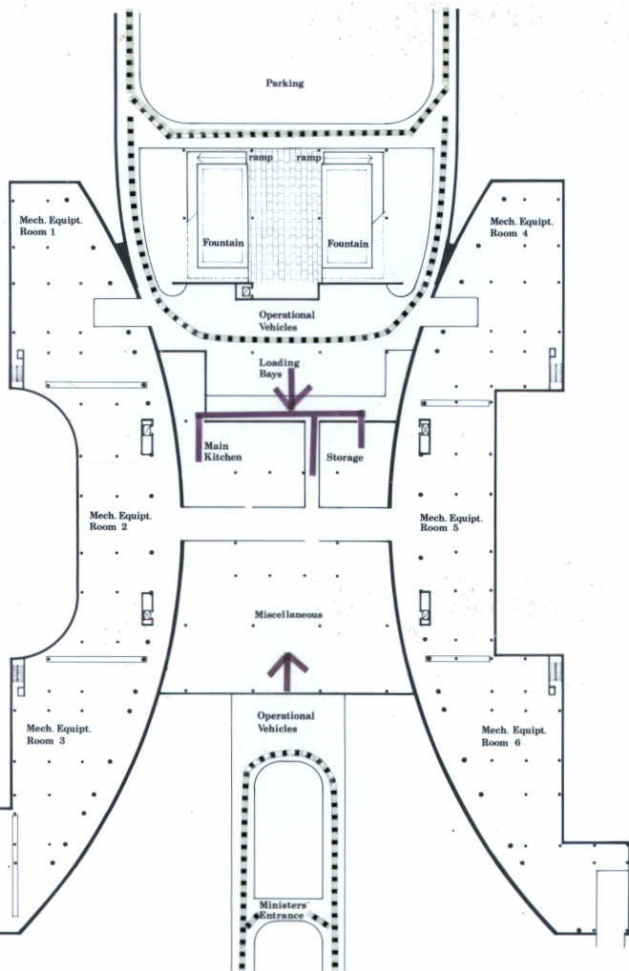 Parking
ramp ramp
Mech. Equipt.
Room 1
Mech. Equipt.
Room 4
Fountain
Fountain
Operational
Vehicles
Loading
Bays
Main
Kitchen
Storage
Mech. Equipt.
Room 2
Mech. Equipt.
Room 5
Miscellaneous
Operational
Vehicles
Mech. Equipt.
Room 3
Mech. Equipt.
Room 6
Ministers'
Entrance